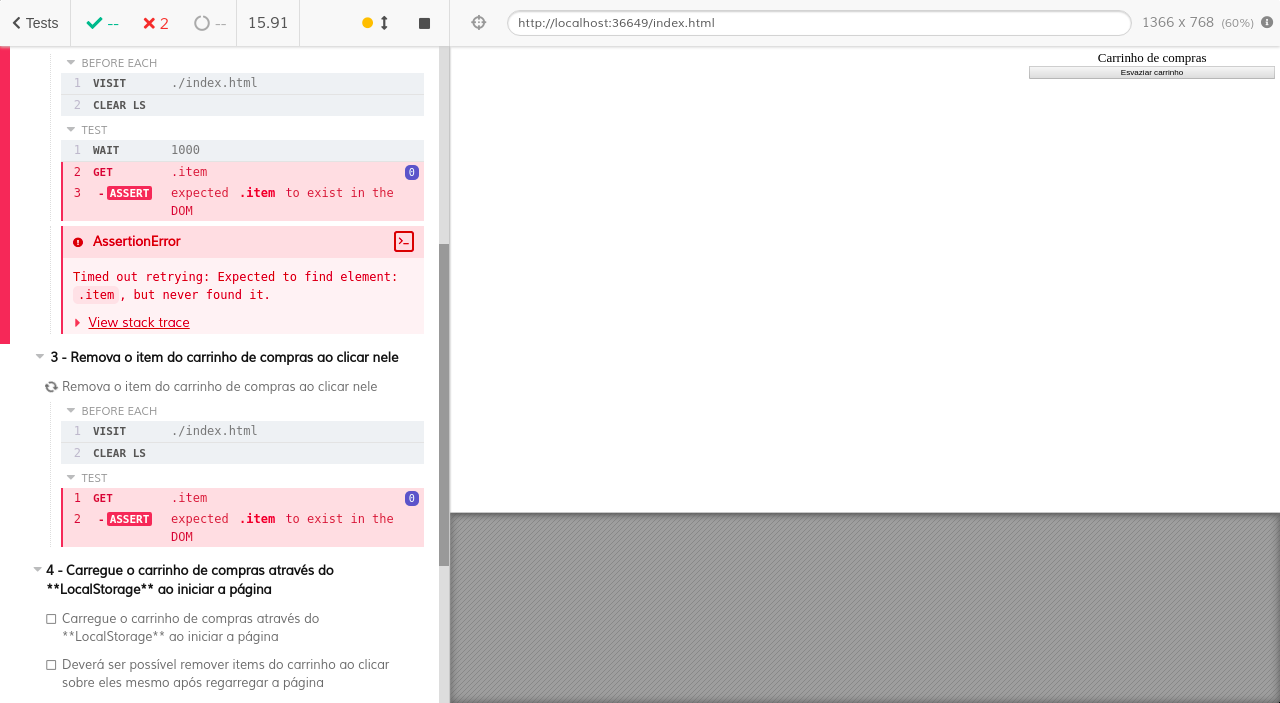 Tests
--
2
--
15.91
http://localhost:36649/index.html
1366 x 768 (60%)
BEFORE EACH
1 VISIT ./index.html
2 CLEAR LS
TEST
1 WAIT 1000
2 GET .item 0
3 -ASSERT expected .item to exist in the
DOM
AssertionError
Timed out retrying: Expected to find element:
.item, but never found it.
View stack trace
3 - Remova o item do carrinho de compras ao clicar nele
Remova o item do carrinho de compras ao clicar nele
BEFORE EACH
1 VISIT ./index.html
2 CLEAR LS
TEST
1 GET .item 0
2 -ASSERT expected .item to exist in the
DOM
4 - Carregue o carrinho de compras através do
**LocalStorage** ao iniciar a página
Carregue o carrinho de compras através do
**LocalStorage** ao iniciar a página
Deverá ser possível remover items do carrinho ao clicar
sobre eles mesmo após regarregar a página
Carrinho de compras
Esvaziar carrinho